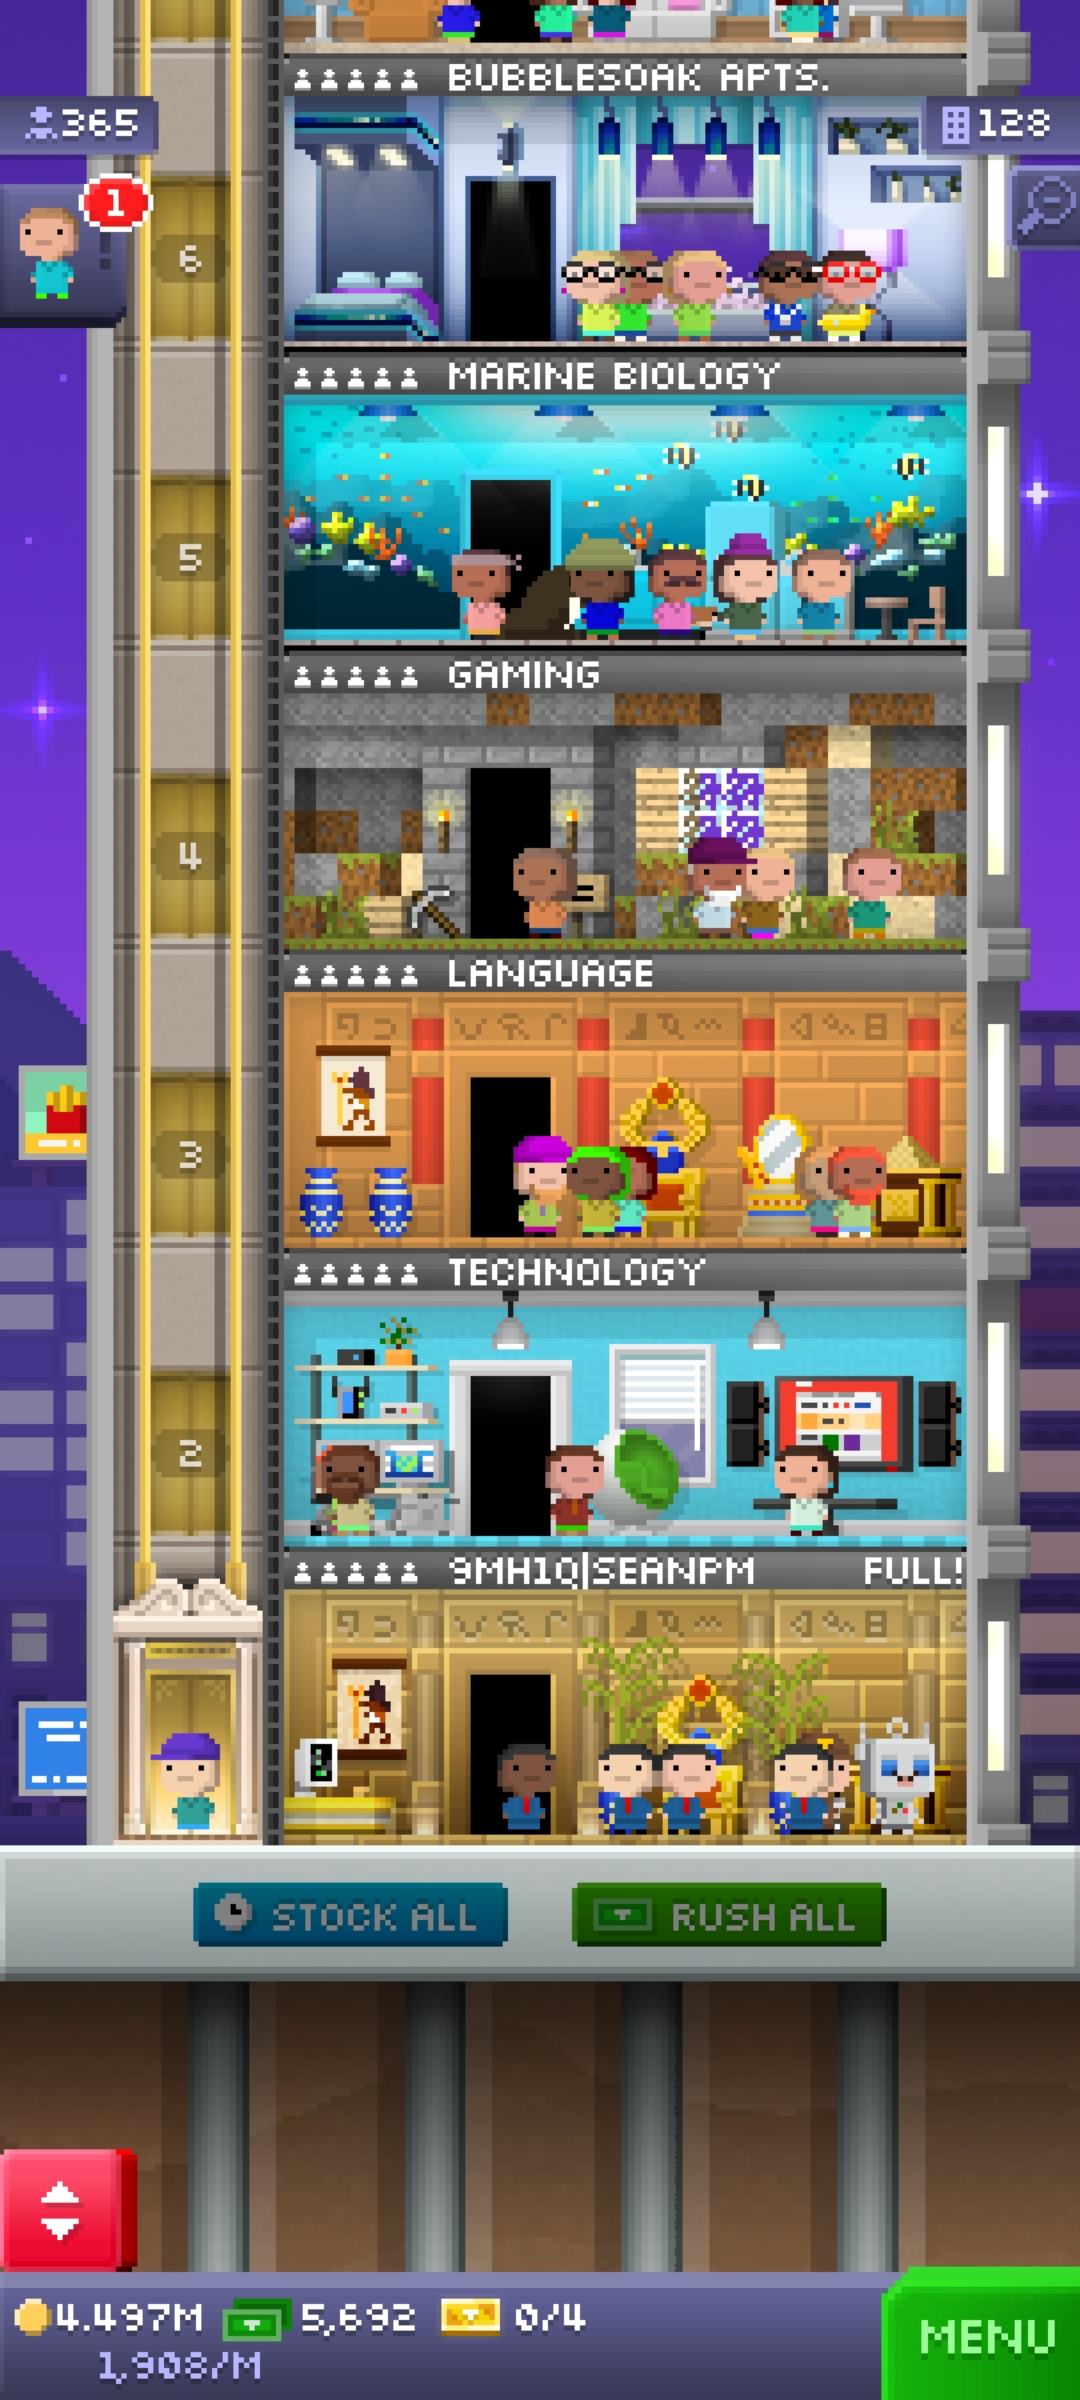 BUBBLESOAK APTS.
365
128
1
6
MARINE BIOLOGY
5
GAMING
4
LANGUAGE
3
TECHNOLOGY
2
9MH1Q|SEANPM FULL!
STOCK ALL
RUSH ALL
4.497M 5,692 0/4
1,908/M
MENU